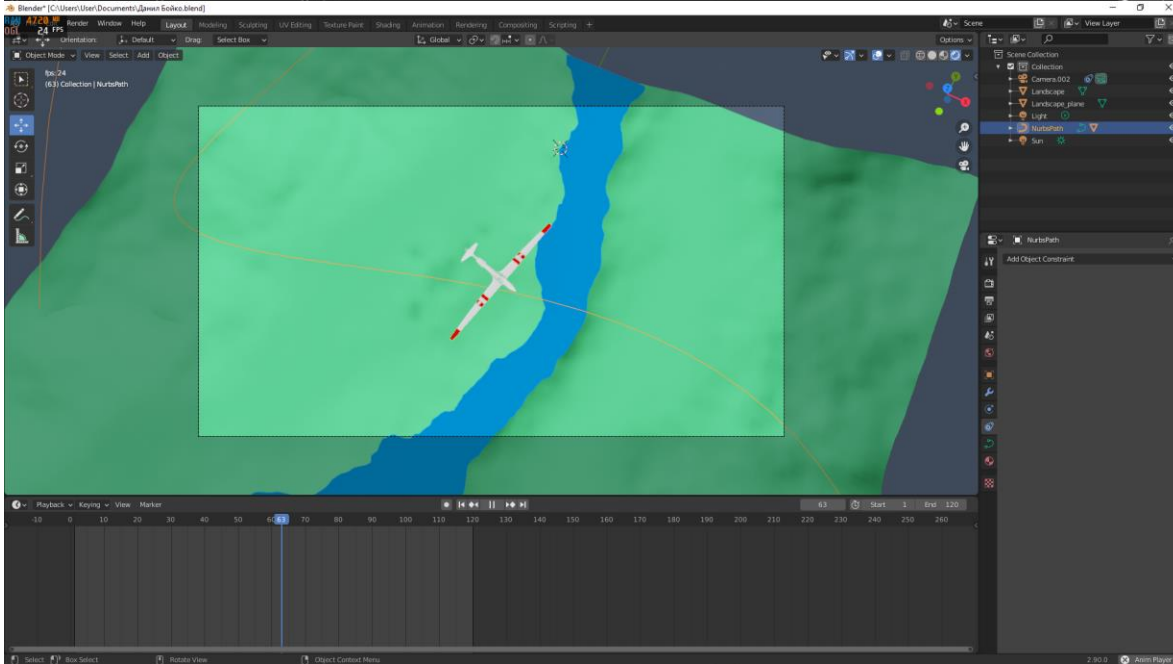 Blender* [C:\Users\User\Documents\Данил Бойко.blend]
Render Window Help Layout Modeling Sculpting UV Editing Texture Paint Shading Animation Rendering Compositing Scripting + Scene View Layer
24 FPS
Orientation: Default Drag: Select Box Global Options
Object Mode View Select Add Object
fps: 24
(63) Collection | NurbsPath
Scene Collection
Collection
Camera.002
Landscape
Landscape_plane
Light
NurbsPath
Sun
NurbsPath
Add Object Constraint
Playback Keying View Marker 63 Start 1 End 120
-10 0 10 20 30 40 50 63 70 80 90 100 110 120 130 140 150 160 170 180 190 200 210 220 230 240 250 260
Select Box Select Rotate View Object Context Menu 2.90.0 Anim Player